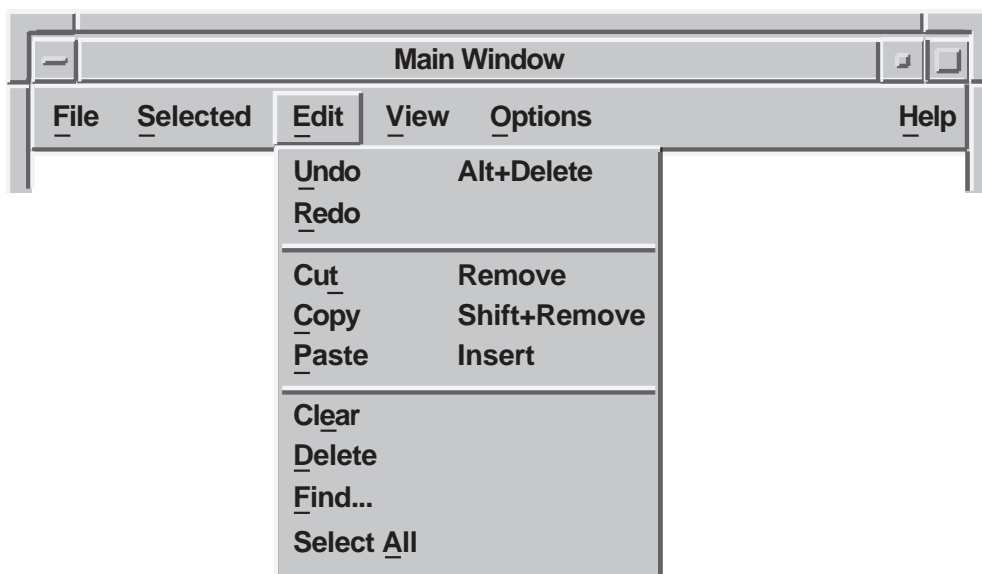 Main Window
File Selected Edit View Options Help
Undo Alt+Delete
Redo
Cut Remove
Copy Shift+Remove
Paste Insert
Clear
Delete
Find...
Select All